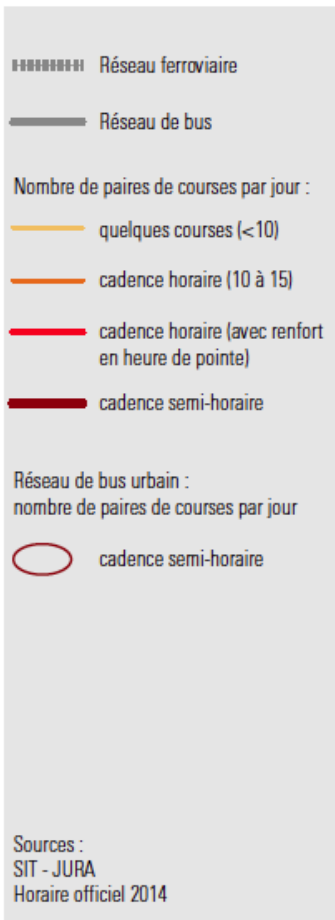 Réseau ferroviaire
Réseau de bus
Nombre de paires de courses par jour :
quelques courses (<10)
cadence horaire (10 à 15)
cadence horaire (avec renfort
en heure de pointe)
cadence semi-horaire
Réseau de bus urbain :
nombre de paires de courses par jour
cadence semi-horaire
Sources :
SIT - JURA
Horaire officiel 2014